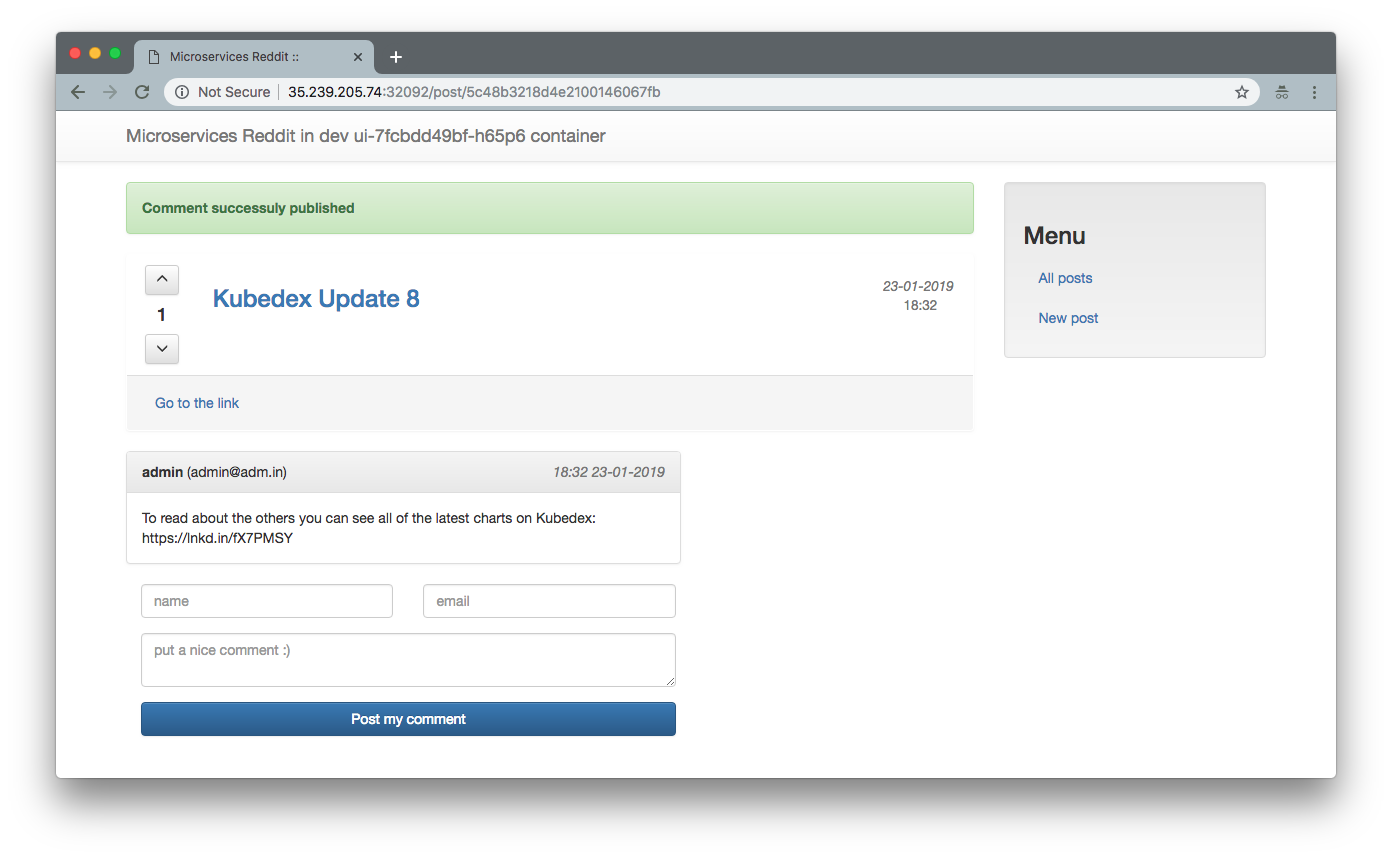 Microservices Reddit ::
Not Secure | 35.239.205.74:32092/post/5c48b3218d4e2100146067fb
Microservices Reddit in dev ui-7fcbdd49bf-h65p6 container
Comment successuly published
1
Kubedex Update 8
23-01-2019
18:32
Go to the link
admin (admin@adm.in)
18:32 23-01-2019
To read about the others you can see all of the latest charts on Kubedex:
https://lnkd.in/fX7PMSY
name
email
put a nice comment :)
Post my comment
Menu
All posts
New post